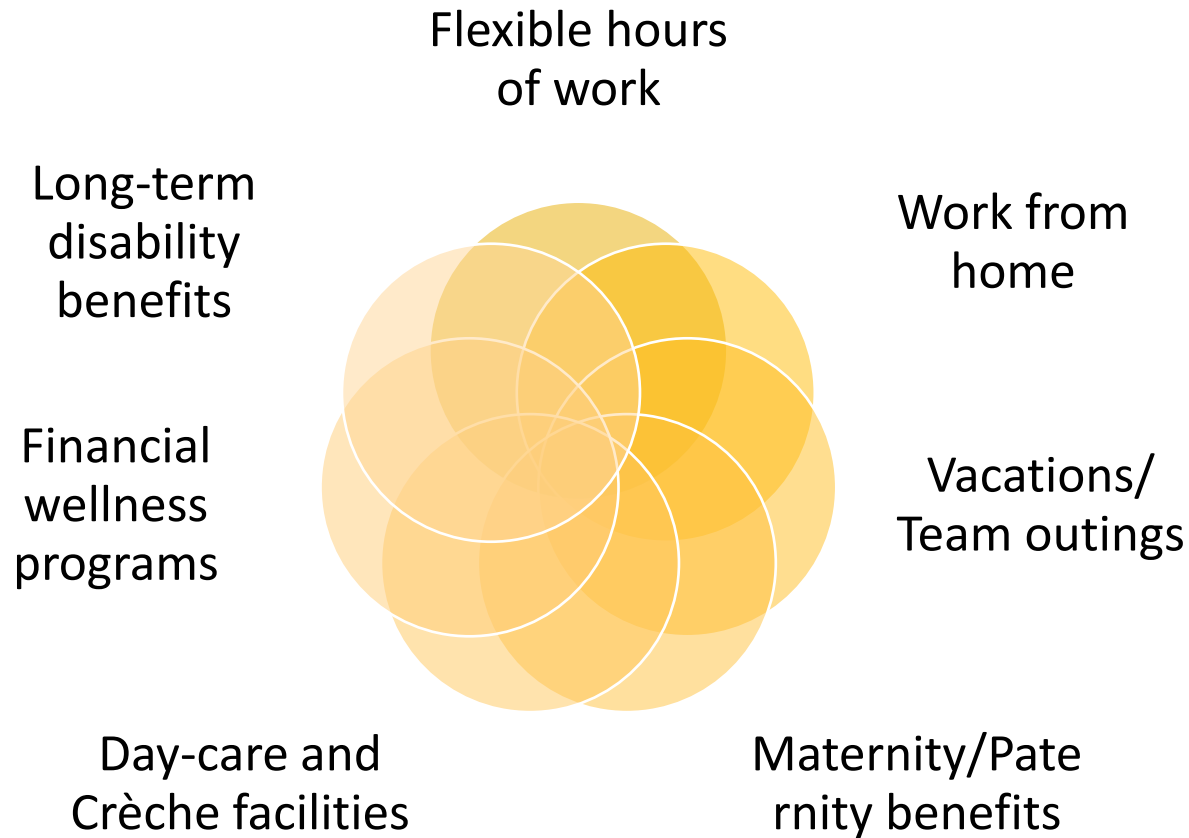 Flexible hours
of work
Work from
home
Vacations/
Team outings
Maternity/Pate
rnity benefits
Day-care and
Crèche facilities
Financial
wellness
programs
Long-term
disability
benefits